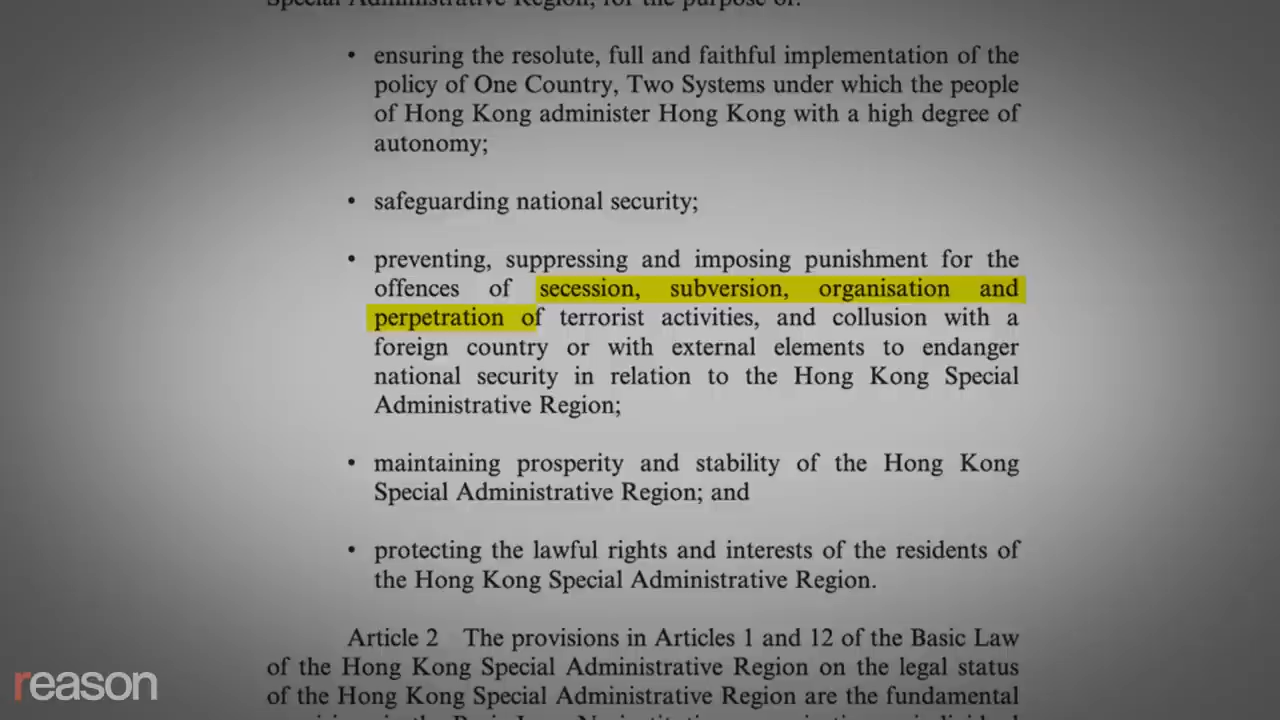 Special Administrative Region, for the purpose of:
• ensuring the resolute, full and faithful implementation of the
policy of One Country, Two Systems under which the people
of Hong Kong administer Hong Kong with a high degree of
autonomy;
• safeguarding national security;
• preventing, suppressing and imposing punishment for the
offences of secession, subversion, organisation and
perpetration of terrorist activities, and collusion with a
foreign country or with external elements to endanger
national security in relation to the Hong Kong Special
Administrative Region;
• maintaining prosperity and stability of the Hong Kong
Special Administrative Region; and
• protecting the lawful rights and interests of the residents of
the Hong Kong Special Administrative Region.
Article 2 The provisions in Articles 1 and 12 of the Basic Law
of the Hong Kong Special Administrative Region on the legal status
of the Hong Kong Special Administrative Region are the fundamental
reason